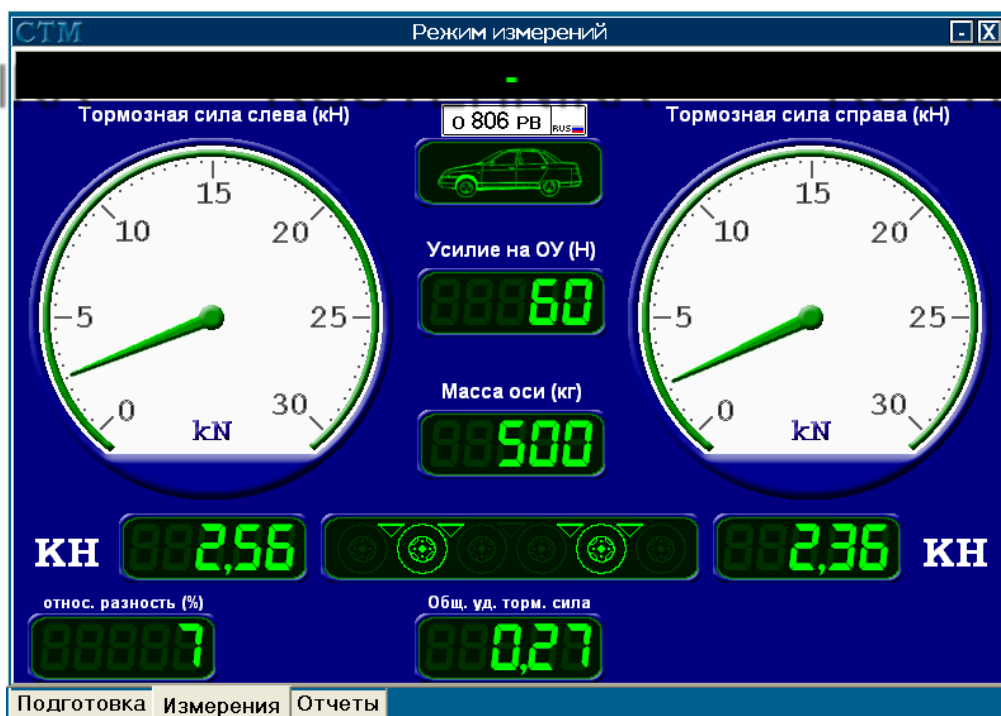 СТМ Режим измерений
-
Тормозная сила слева (кН)
о 806 РВ RUS
Тормозная сила справа (кН)
0 5 10 15 20 25 30
kN
Усилие на ОУ (Н)
60
Масса оси (кг)
500
0 5 10 15 20 25 30
kN
КН 2,56
2,36 КН
относ. разность (%)
7
Общ. уд. торм. сила
0,27
Подготовка Измерения Отчеты